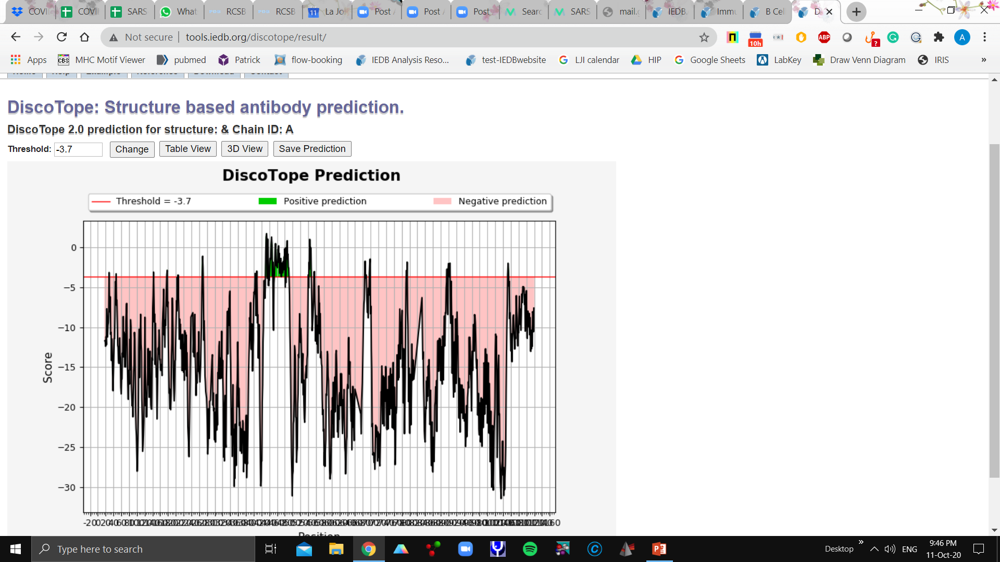 COVI
COVI
SARS
What
RCSB
RCSB
11
La Jo
Post
Post
Post
Searc
SARS
mail.
IEDB
Immu
B Cel
D
Not secure
tools.iedb.org/discotope/result/
10h
ABP
?
A
Apps
CBS
MHC Motif Viewer
pubmed
Patrick
flow-booking
IEDB Analysis Reso...
test-IEDBwebsite
LJI calendar
HIP
Google Sheets
LabKey
Draw Venn Diagram
IRIS
»
DiscoTope: Structure based antibody prediction.
DiscoTope 2.0 prediction for structure: & Chain ID: A
Threshold: -3.7 Change Table View 3D View Save Prediction
DiscoTope Prediction
Threshold = -3.7 Positive prediction Negative prediction
0
−5
−10
−15
−20
−25
−30
Score
Position
Type here to search
Desktop
»
ENG
9:46 PM
11-Oct-20